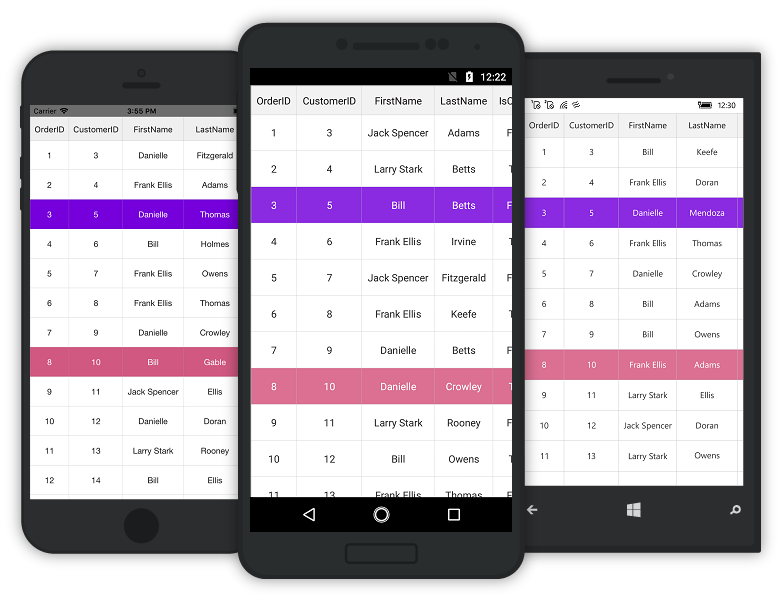 Carrier 3:55 PM
OrderID CustomerID FirstName LastName
1 3 Danielle Fitzgerald
2 4 Frank Ellis Adams
3 5 Danielle Thomas
4 6 Bill Holmes
5 7 Frank Ellis Owens
6 8 Frank Ellis Thomas
7 9 Danielle Crowley
8 10 Bill Gable
9 11 Jack Spencer Ellis
10 12 Danielle Doran
11 13 Larry Stark Rooney
12 14 Bill Ellis
12:22
OrderID CustomerID FirstName LastName
1 3 Jack Spencer Adams
2 4 Larry Stark Betts
3 5 Bill Betts
4 6 Frank Ellis Irvine
5 7 Jack Spencer Fitzgerald
6 8 Frank Ellis Keefe
7 9 Danielle Betts
8 10 Danielle Crowley
9 11 Larry Stark Rooney
10 12 Bill Owens
11 13 Frank Ellis Thomas
12:30
OrderID CustomerID FirstName LastName
1 3 Bill Keefe
2 4 Frank Ellis Doran
3 5 Danielle Mendoza
4 6 Frank Ellis Thomas
5 7 Danielle Crowley
6 8 Bill Adams
7 9 Bill Owens
8 10 Frank Ellis Adams
9 11 Larry Stark Ellis
10 12 Jack Spencer Doran
11 13 Larry Stark Owens